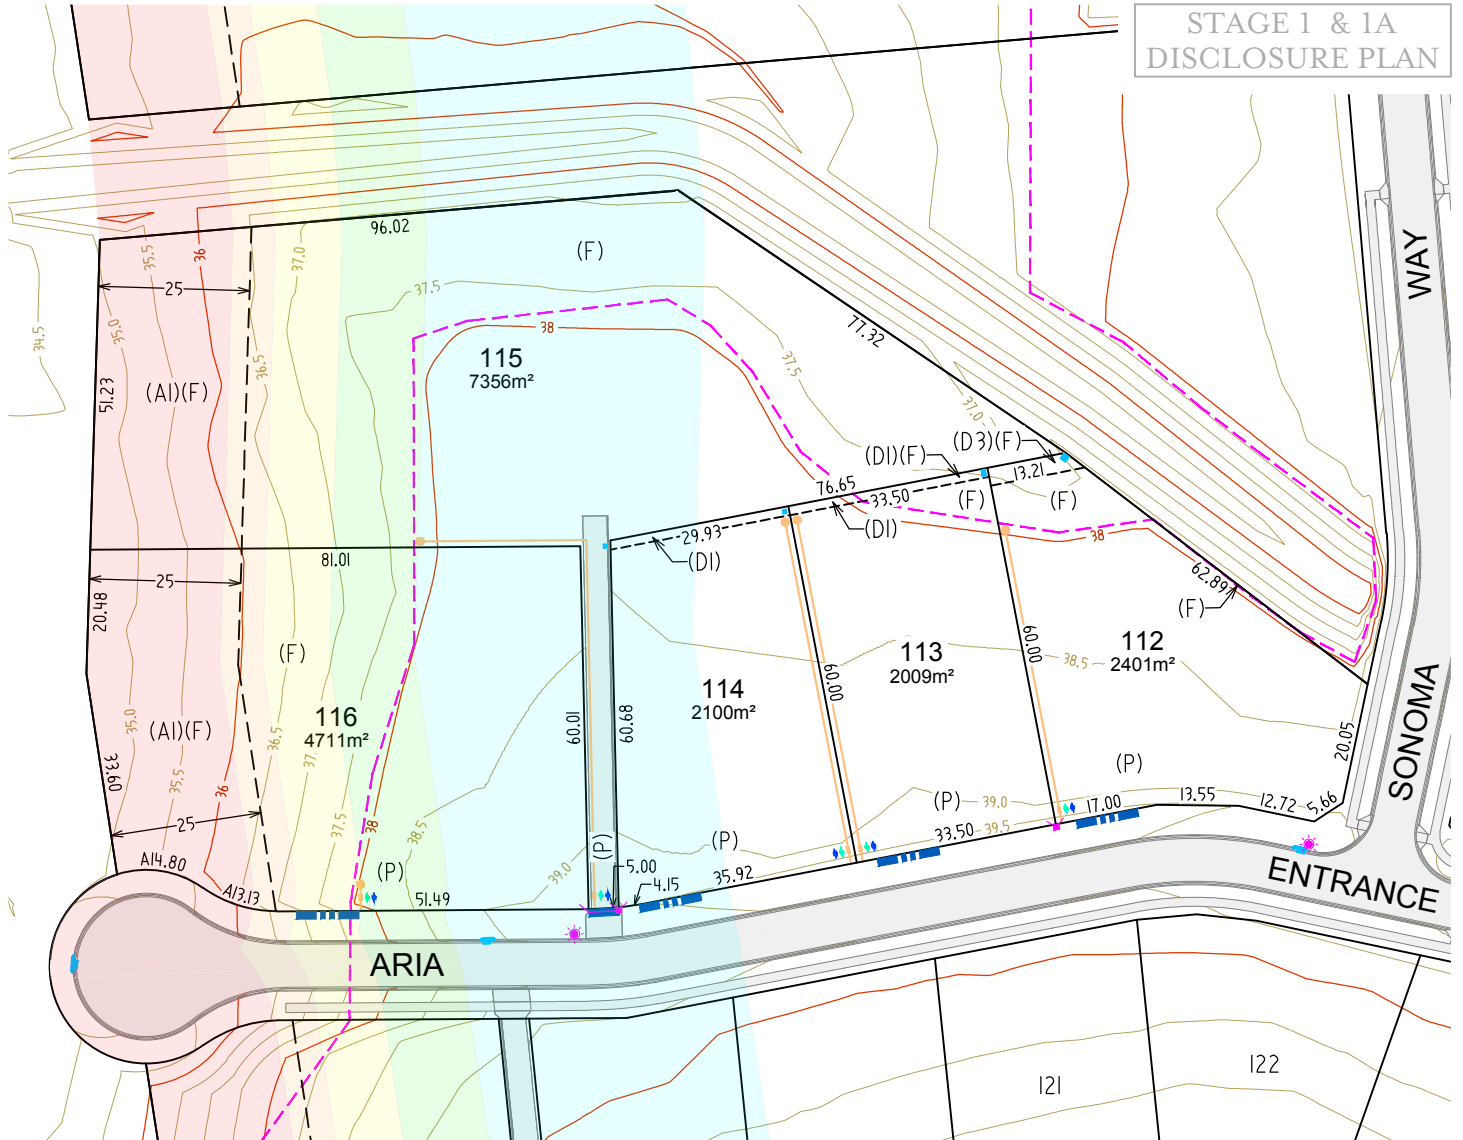 STAGE 1 & 1A
DISCLOSURE PLAN
96.02
(F)
77.32
WAY
36
35.5
35.0
34.5
37.0
36.5
25
37.5
38
37.5
37.0
51.23
(A1)(F)
115
7356m²
(D1)(F)
(D3)(F)
13.21
76.65
33.50
(F)
(F)
(D1)
29.93
(D1)
38
62.89
(F)
81.01
25
20.48
(F)
60.01
60.68
60.00
60.00
38.5
112
2401m²
113
2009m²
114
2100m²
116
4711m²
(A1)(F)
35.0
35.5
36
36.5
37.
37.5
38
38.5
39.0
33.60
25
SONOMA
20.05
(P)
(P)
39.0
39.5
17.00
13.55
12.72
5.66
33.50
(P)
(P)
(P)
5.00
4.15
35.92
A14.80
A13.13
51.49
ARIA
ENTRANCE
121
122